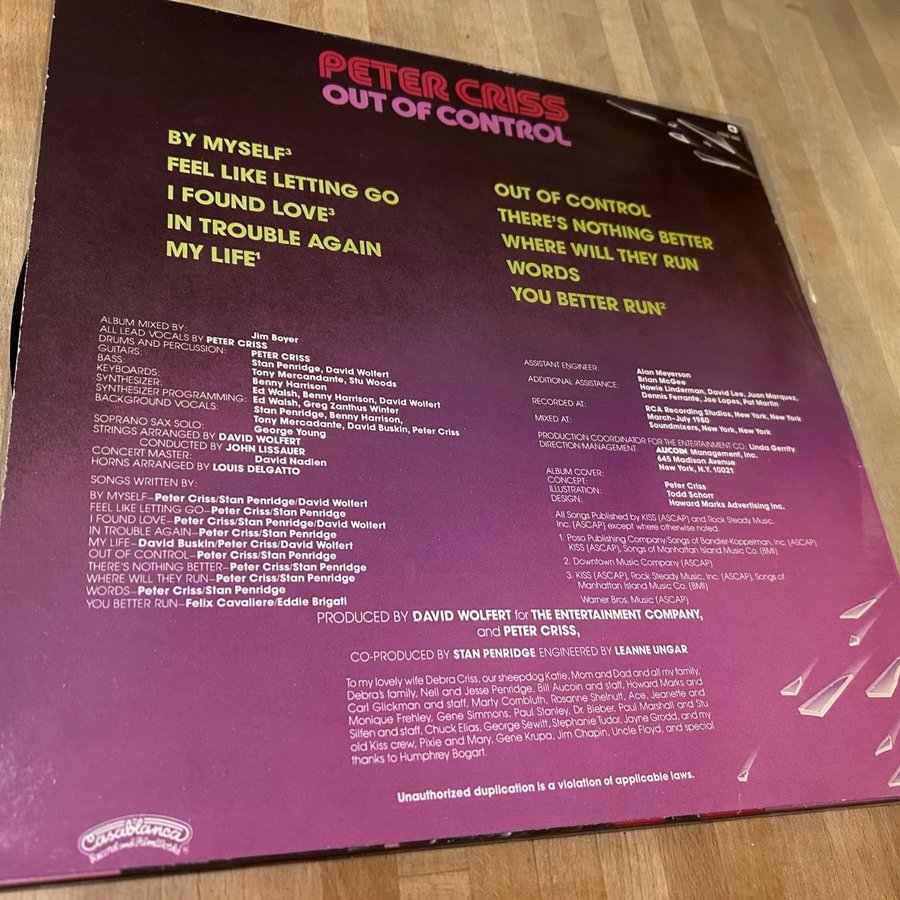 PETER CRISS
OUT OF CONTROL
BY MYSELF³
FEEL LIKE LETTING GO
I FOUND LOVE³
IN TROUBLE AGAIN
MY LIFE¹
OUT OF CONTROL
THERE'S NOTHING BETTER
WHERE WILL THEY RUN
WORDS
YOU BETTER RUN²
ALBUM MIXED BY: Jim Boyer
ALL LEAD VOCALS BY PETER CRISS
DRUMS AND PERCUSSION: PETER CRISS
GUITARS: Stan Penridge, David Wolfert
BASS: Tony Mercandante, Stu Woods
KEYBOARDS: Benny Harrison
SYNTHESIZER: Ed Walsh, Benny Harrison, David Wolfert
SYNTHESIZER PROGRAMMING: Ed Walsh, Greg Zanthus Winter
BACKGROUND VOCALS: Stan Penridge, Benny Harrison,
Tony Mercandante, David Buskin, Peter Criss
SOPRANO SAX SOLO: George Young
STRINGS ARRANGED BY DAVID WOLFERT
CONDUCTED BY JOHN LISSAUER
CONCERT MASTER: David Nadien
HORNS ARRANGED BY LOUIS DELGATTO
SONGS WRITTEN BY:
BY MYSELF—Peter Criss/Stan Penridge/David Wolfert
FEEL LIKE LETTING GO—Peter Criss/Stan Penridge
I FOUND LOVE—Peter Criss/Stan Penridge/David Wolfert
IN TROUBLE AGAIN—Peter Criss/Stan Penridge
MY LIFE—David Buskin/Peter Criss/David Wolfert
OUT OF CONTROL—Peter Criss/Stan Penridge
THERE'S NOTHING BETTER—Peter Criss/Stan Penridge
WHERE WILL THEY RUN—Peter Criss/Stan Penridge
WORDS—Peter Criss/Stan Penridge
YOU BETTER RUN—Felix Cavaliere/Eddie Brigati
ASSISTANT ENGINEER: Alan Meyerson
ADDITIONAL ASSISTANCE: Brian McGee
Howie Linderman, David Lee, Juan Marquez,
Dennis Ferrante, Joe Lopes, Pat Martin
RECORDED AT: RCA Recording Studios, New York, New York
March-July 1980
MIXED AT: Soundmixers, New York, New York
PRODUCTION COORDINATOR FOR THE ENTERTAINMENT CO.: Linda Gerrity
DIRECTION MANAGEMENT: AUCOIN Management, Inc.
645 Madison Avenue
New York, N.Y. 10021
ALBUM COVER:
CONCEPT: Peter Criss
ILLUSTRATION: Todd Schorr
DESIGN: Howard Marks Advertising Inc.
All Songs Published by KISS (ASCAP) and Rock Steady Music,
Inc. (ASCAP) except where otherwise noted.
1. Poso Publishing Company/Songs of Bandier-Koppelman, Inc. (ASCAP)
KISS (ASCAP), Songs of Manhattan Island Music Co. (BMI)
2. Downtown Music Company (ASCAP)
3. KISS (ASCAP), Rock Steady Music, Inc. (ASCAP), Songs of
Manhattan Island Music Co. (BMI)
Warner Bros. Music (ASCAP)
PRODUCED BY DAVID WOLFERT for THE ENTERTAINMENT COMPANY,
and PETER CRISS,
CO-PRODUCED BY STAN PENRIDGE ENGINEERED BY LEANNE UNGAR
To my lovely wife Debra Criss, our sheepdog Katie, Mom and Dad and all my family,
Debra's family, Nell and Jesse Penridge, Bill Aucoin and staff, Howard Marks and
Carl Glickman and staff, Marty Cornbluth, Rosanne Shelnutt, Ace, Jeanette and
Monique Frehley, Gene Simmons, Paul Stanley, Dr. Bieber, Paul Marshall and Stu
Silfen and staff, Chuck Elias, George Sewitt, Stephanie Tudor, Jayne Grodd, and my
old Kiss crew, Pixie and Mary, Gene Krupa, Jim Chapin, Uncle Floyd, and special
thanks to Humphrey Bogart.
Unauthorized duplication is a violation of applicable laws.
Casablanca
Record and FilmWorks